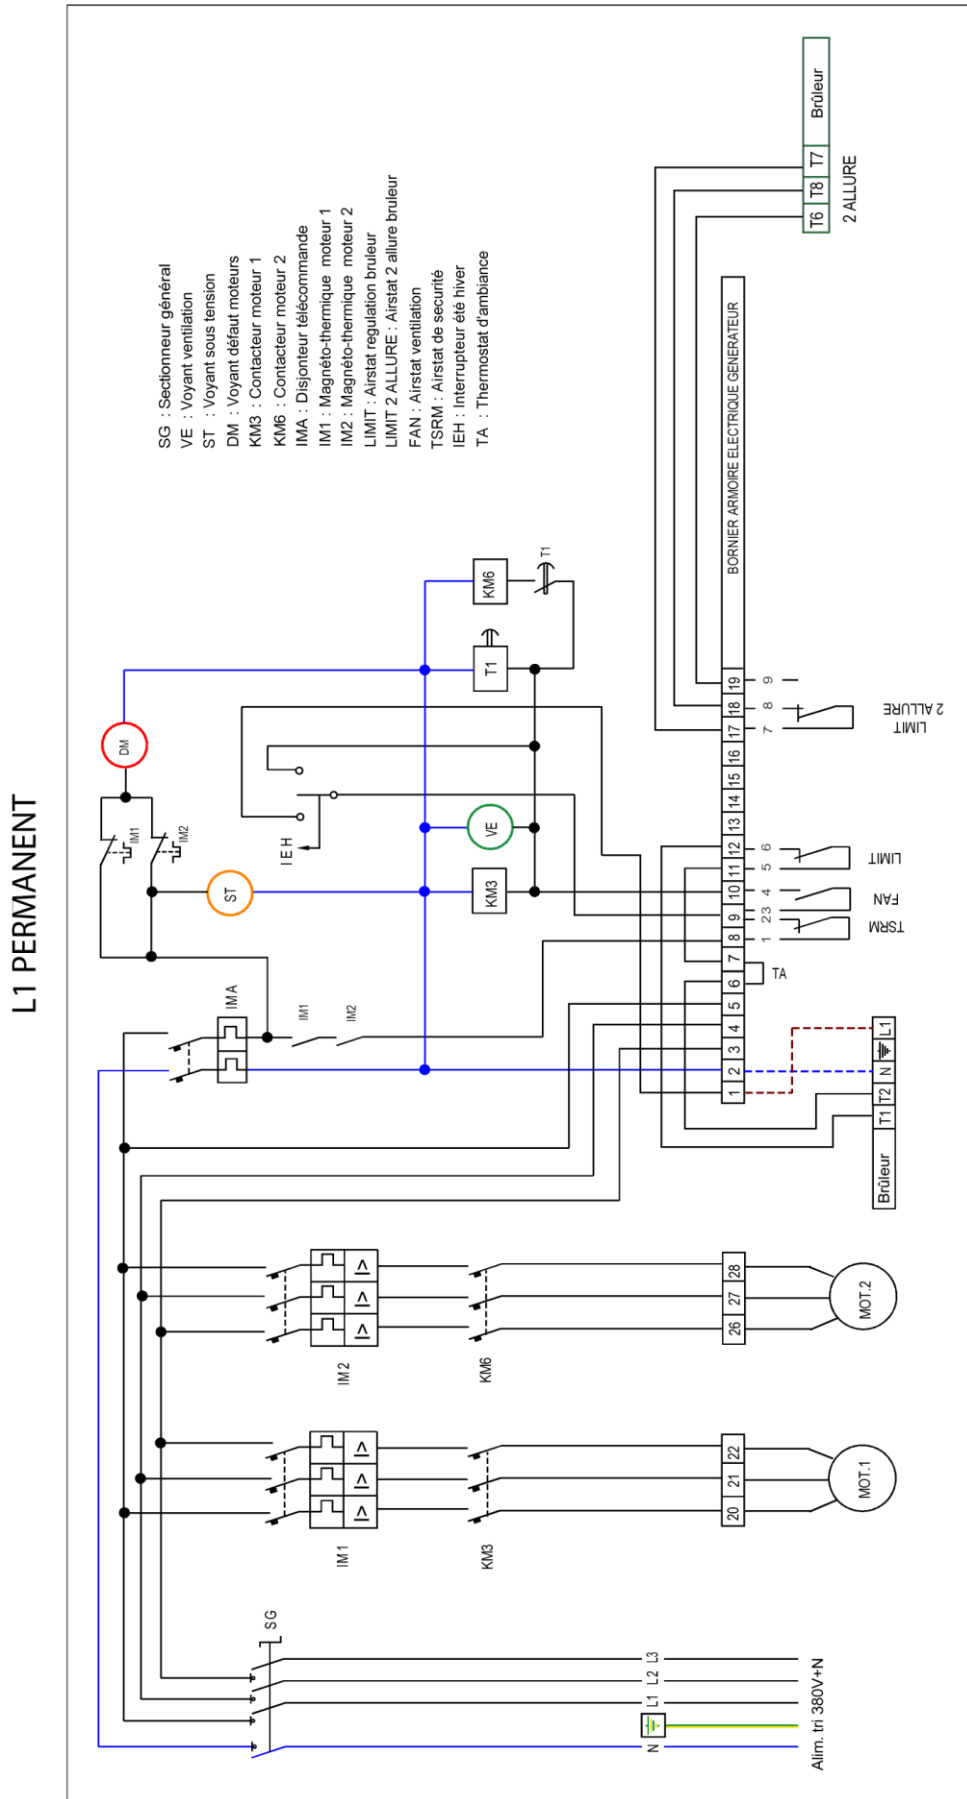 L1 PERMANENT
SG : Sectionneur général
VE : Voyant ventilation
ST : Voyant sous tension
DM : Voyant défaut moteurs
KM3 : Contacteur moteur 1
KM6 : Contacteur moteur 2
IMA : Disjonteur télécommande
IM1 : Magnéto-thermique moteur 1
IM2 : Magnéto-thermique moteur 2
LIMIT : Airstat regulation bruleur
LIMIT 2 ALLURE : Airstat 2 allure bruleur
FAN : Airstat ventilation
TSRM : Airstat de securité
IEH : Interrupteur été hiver
TA : Thermostat d'ambiance
DM
IM1
IM2
ST
IMA
IM1
IM2
I E H
VE
KM3
T1
KM6
T1
SG
IM1
IM2
KM3
KM6
N
L1
L2
L3
Alim. tri 380V+N
20 21 22
MOT.1
26 27 28
MOT.2
1 2 3 4 5 6 7 8 9 10 11 12 13 14 15 16 17 18 19
BORNIER ARMOIRE ELECTRIQUE GENERATEUR
TA
1 2 3 4 5 6 7 8 9
TSRM
FAN
LIMIT
LIMIT
2 ALLURE
Brûleur T1 T2 N L1
T6 T8 T7 Brûleur
2 ALLURE